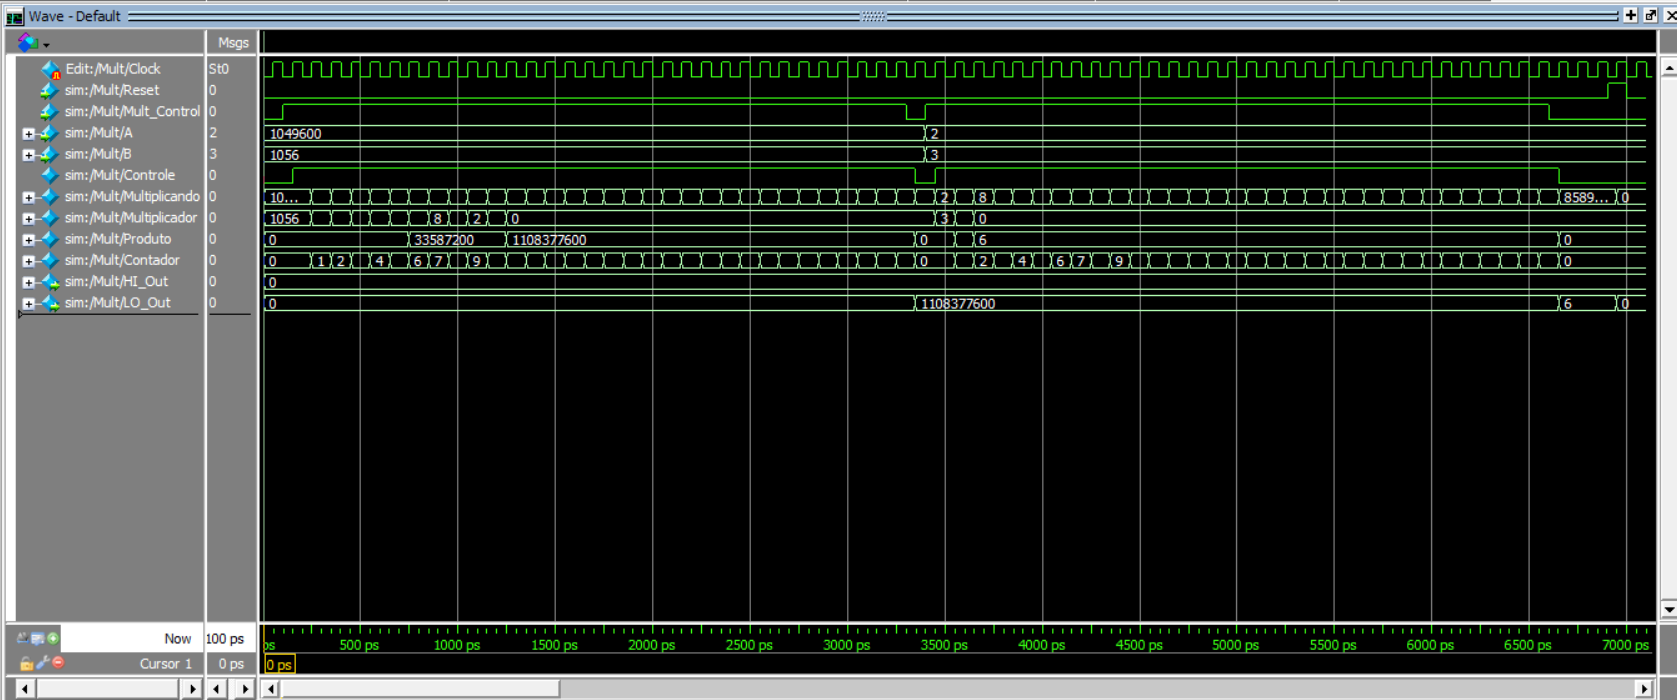 Wave - Default
Msgs
Edit:/Mult/Clock St0
sim:/Mult/Reset 0
sim:/Mult/Mult_Control 0
sim:/Mult/A 2 1049600 2
sim:/Mult/B 3 1056 3
sim:/Mult/Controle 0
sim:/Mult/Multiplicando 0 10... 2 8 8589... 0
sim:/Mult/Multiplicador 0 1056 8 2 0 3 0
sim:/Mult/Produto 0 0 33587200 1108377600 0 6 0
sim:/Mult/Contador 0 0 1 2 4 6 7 9 0 2 4 6 7 9 0
sim:/Mult/HI_Out 0 0
sim:/Mult/LO_Out 0 0 1108377600 6 0
Now 100 ps ps 500 ps 1000 ps 1500 ps 2000 ps 2500 ps 3000 ps 3500 ps 4000 ps 4500 ps 5000 ps 5500 ps 6000 ps 6500 ps 7000 ps
Cursor 1 0 ps 0 ps